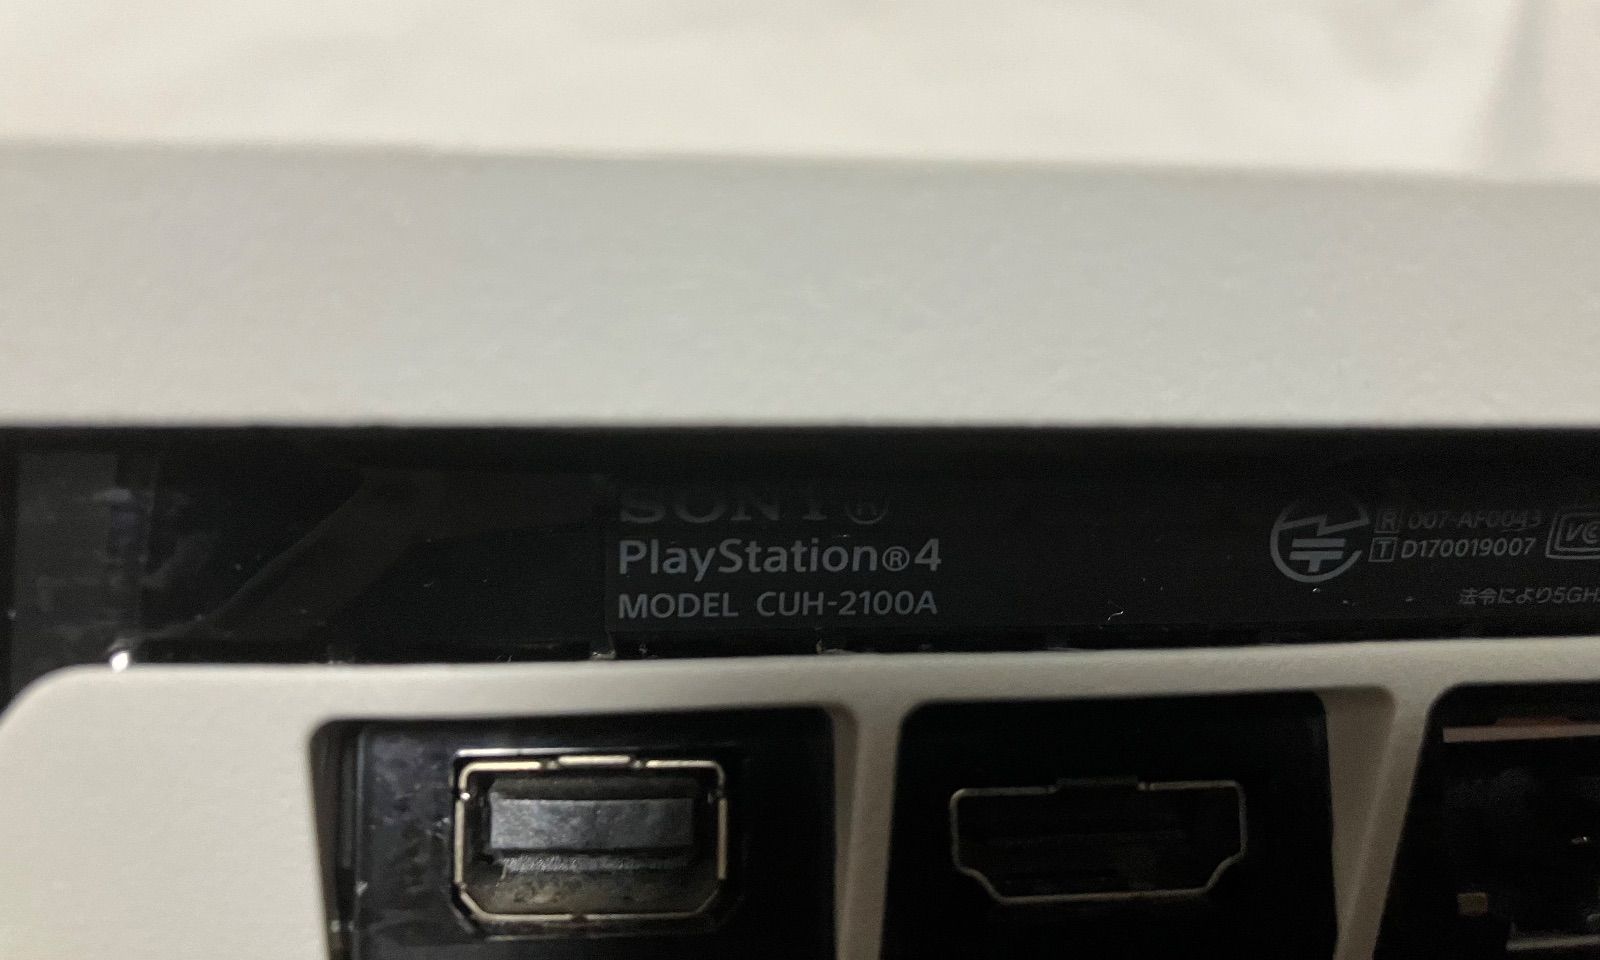 SONY®
PlayStation®4
MODEL CUH-2100A
R 007-AF0043
T D170019007
法令により5GH